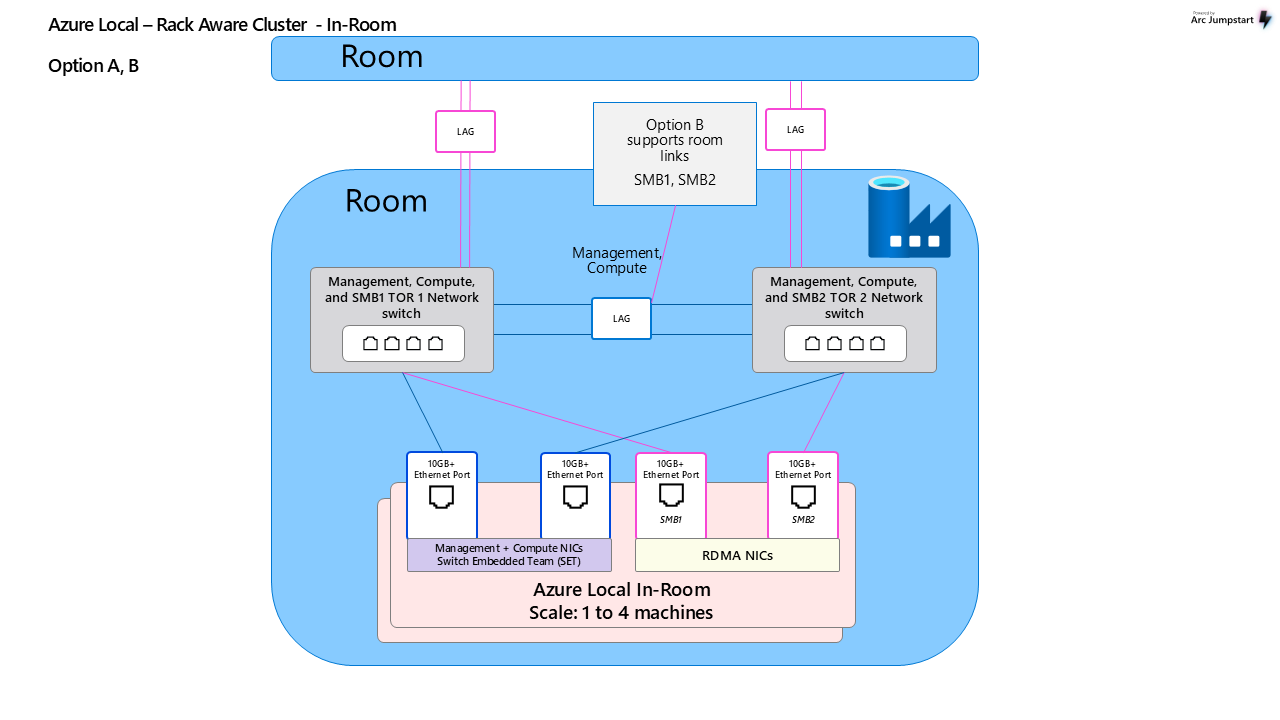 Azure Local – Rack Aware Cluster - In-Room
Powered by
Arc Jumpstart
Option A, B
Room
LAG
LAG
Option B
supports room
links
SMB1, SMB2
Room
Management,
Compute
Management, Compute,
and SMB1 TOR 1 Network
switch
LAG
Management, Compute,
and SMB2 TOR 2 Network
switch
10GB+
Ethernet Port
10GB+
Ethernet Port
10GB+
Ethernet Port
SMB1
10GB+
Ethernet Port
SMB2
Management + Compute NICs
Switch Embedded Team (SET)
RDMA NICs
Azure Local In-Room
Scale: 1 to 4 machines